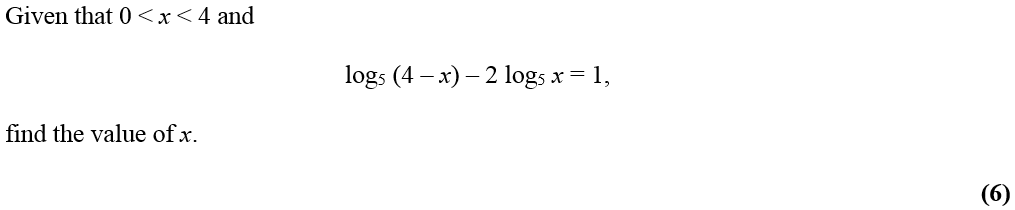 Given that 0 < x < 4 and
log₅ (4 – x) – 2 log₅ x = 1,
find the value of x.
(6)